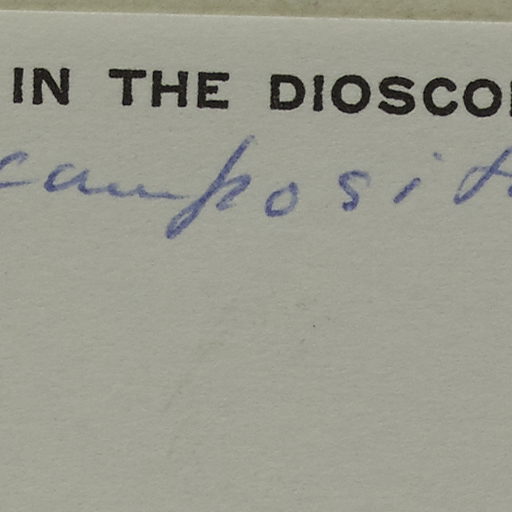 IN THE DIOSCO
composit